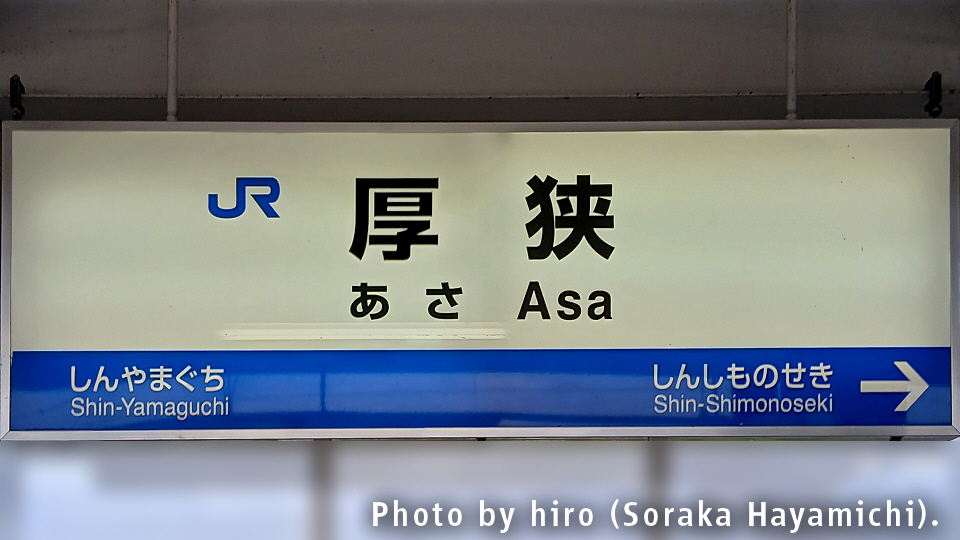 JR 厚狭
あさ Asa
しんやまぐち
Shin-Yamaguchi
しんしものせき
Shin-Shimonoseki
Photo by hiro (Soraka Hayamichi).